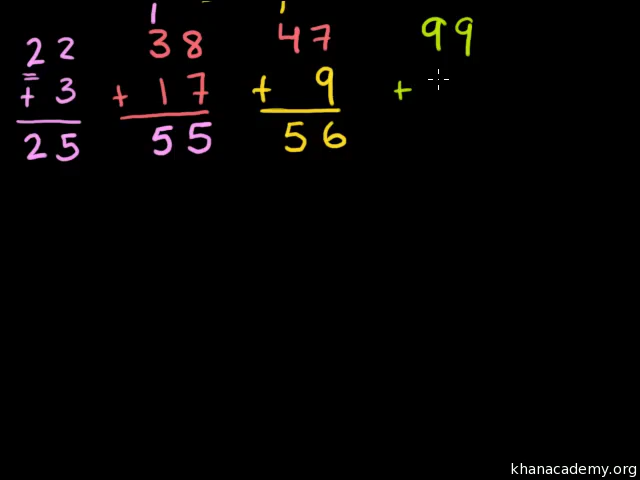 1 1
22 38 47 99
+ 3 + 17 + 9 +
25 55 56
khanacademy.org